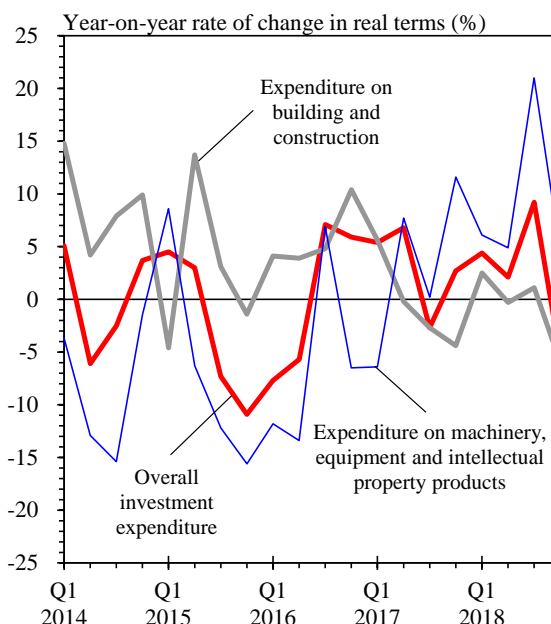 Year-on-year rate of change in real terms (%)
25
20
15
10
5
0
-5
-10
-15
-20
-25
Expenditure on
building and
construction
Expenditure on machinery,
equipment and intellectual
property products
Overall
investment
expenditure
Q1 Q1 Q1 Q1 Q1
2014 2015 2016 2017 2018